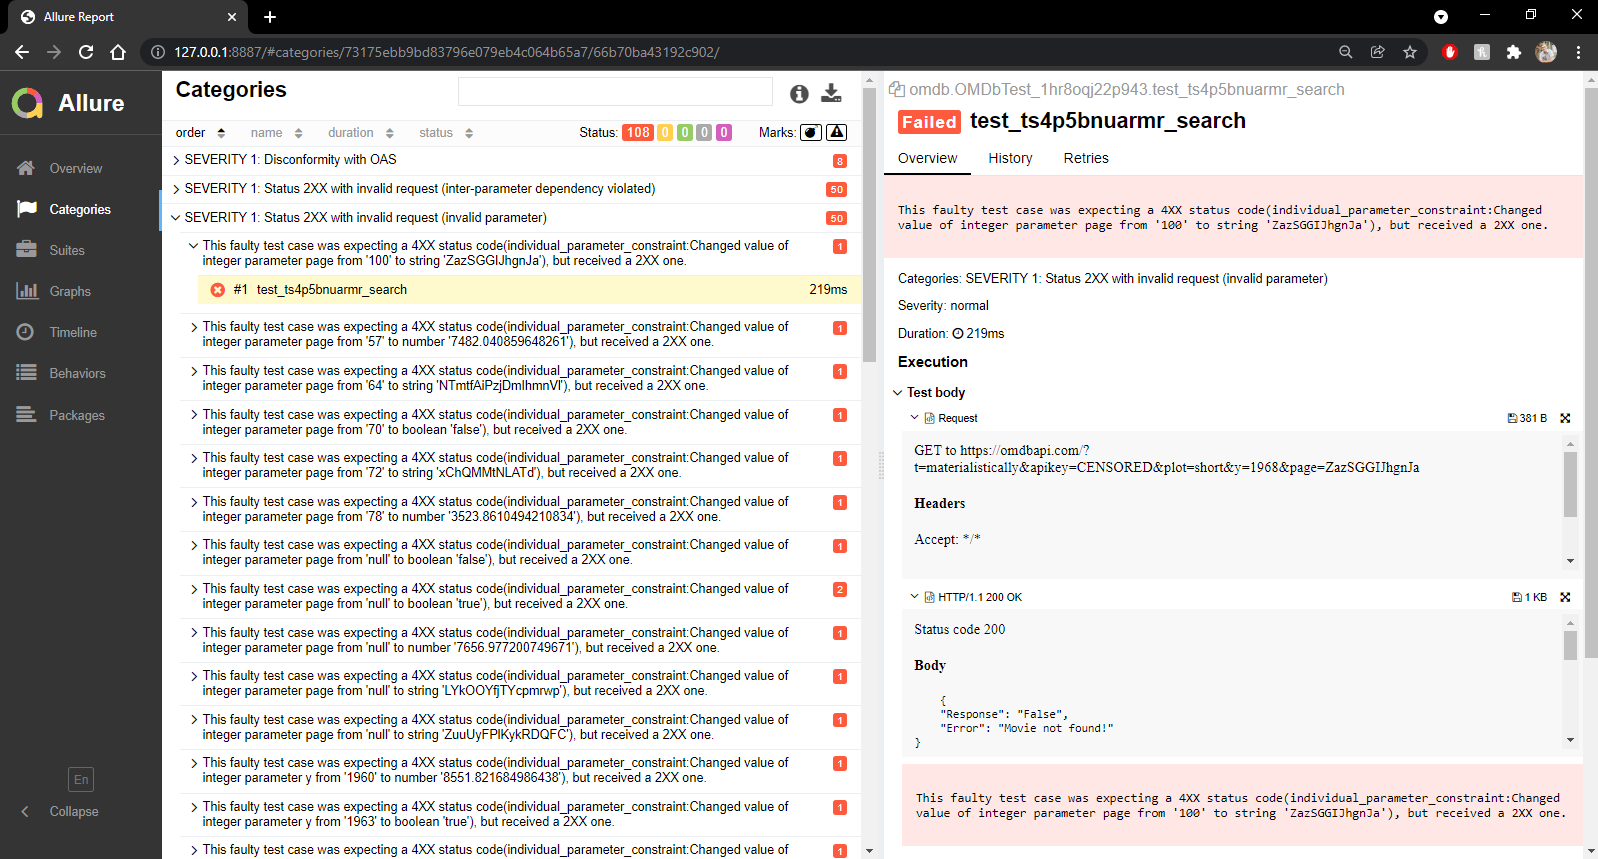 Allure Report
127.0.0.1:8887/#categories/73175ebb9bd83796e079eb4c064b65a7/66b70ba43192c902/
Allure
Overview
Categories
Suites
Graphs
Timeline
Behaviors
Packages
En
Collapse
Categories
order name duration status Status: 108 0 0 0 0 Marks:
SEVERITY 1: Disconformity with OAS 8
SEVERITY 1: Status 2XX with invalid request (inter-parameter dependency violated) 50
SEVERITY 1: Status 2XX with invalid request (invalid parameter) 50
This faulty test case was expecting a 4XX status code(individual_parameter_constraint:Changed value of 1
integer parameter page from '100' to string 'ZazSGGIJhgnJa'), but received a 2XX one.
#1 test_ts4p5bnuarmr_search 219ms
This faulty test case was expecting a 4XX status code(individual_parameter_constraint:Changed value of 1
integer parameter page from '57' to number '7482.040859648261'), but received a 2XX one.
This faulty test case was expecting a 4XX status code(individual_parameter_constraint:Changed value of 1
integer parameter page from '64' to string 'NTmtfAiPzjDmIhmnVl'), but received a 2XX one.
This faulty test case was expecting a 4XX status code(individual_parameter_constraint:Changed value of 1
integer parameter page from '70' to boolean 'false'), but received a 2XX one.
This faulty test case was expecting a 4XX status code(individual_parameter_constraint:Changed value of 1
integer parameter page from '72' to string 'xChQMMtNLATd'), but received a 2XX one.
This faulty test case was expecting a 4XX status code(individual_parameter_constraint:Changed value of 1
integer parameter page from '78' to number '3523.8610494210834'), but received a 2XX one.
This faulty test case was expecting a 4XX status code(individual_parameter_constraint:Changed value of 1
integer parameter page from 'null' to boolean 'false'), but received a 2XX one.
This faulty test case was expecting a 4XX status code(individual_parameter_constraint:Changed value of 2
integer parameter page from 'null' to boolean 'true'), but received a 2XX one.
This faulty test case was expecting a 4XX status code(individual_parameter_constraint:Changed value of 1
integer parameter page from 'null' to number '7656.977200749671'), but received a 2XX one.
This faulty test case was expecting a 4XX status code(individual_parameter_constraint:Changed value of 1
integer parameter page from 'null' to string 'LYkOOYfjTYcpmrwp'), but received a 2XX one.
This faulty test case was expecting a 4XX status code(individual_parameter_constraint:Changed value of 1
integer parameter page from 'null' to string 'ZuuUyFPlKykRDQFC'), but received a 2XX one.
This faulty test case was expecting a 4XX status code(individual_parameter_constraint:Changed value of 1
integer parameter y from '1960' to number '8551.821684986438'), but received a 2XX one.
This faulty test case was expecting a 4XX status code(individual_parameter_constraint:Changed value of 1
integer parameter y from '1963' to boolean 'true'), but received a 2XX one.
This faulty test case was expecting a 4XX status code(individual_parameter_constraint:Changed value of 1
omdb.OMDbTest_1hr8oqj22p943.test_ts4p5bnuarmr_search
Failed test_ts4p5bnuarmr_search
Overview History Retries
This faulty test case was expecting a 4XX status code(individual_parameter_constraint:Changed
value of integer parameter page from '100' to string 'ZazSGGIJhgnJa'), but received a 2XX one.
Categories: SEVERITY 1: Status 2XX with invalid request (invalid parameter)
Severity: normal
Duration: 219ms
Execution
Test body
Request 381 B
GET to https://omdbapi.com/?
t=materialistically&apikey=CENSORED&plot=short&y=1968&page=ZazSGGIJhgnJa
Headers
Accept: */*
HTTP/1.1 200 OK 1 KB
Status code 200
Body
{
"Response": "False",
"Error": "Movie not found!"
}
This faulty test case was expecting a 4XX status code(individual_parameter_constraint:Changed
value of integer parameter page from '100' to string 'ZazSGGIJhgnJa'), but received a 2XX one.